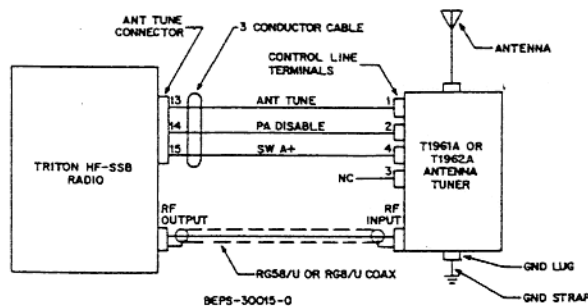 ANT TUNE
CONNECTOR
3 CONDUCTOR CABLE
ANTENNA
CONTROL LINE
TERMINALS
13 ANT TUNE 1
14 PA DISABLE 2
15 SW A+ 4
NC 3
TRITON HF-SSB
RADIO
T1961A OR
T1962A
ANTENNA
TUNER
RF
OUTPUT
RF
INPUT
RG58/U OR RG8/U COAX
GND LUG
GND STRAP
BEPS-30015-O